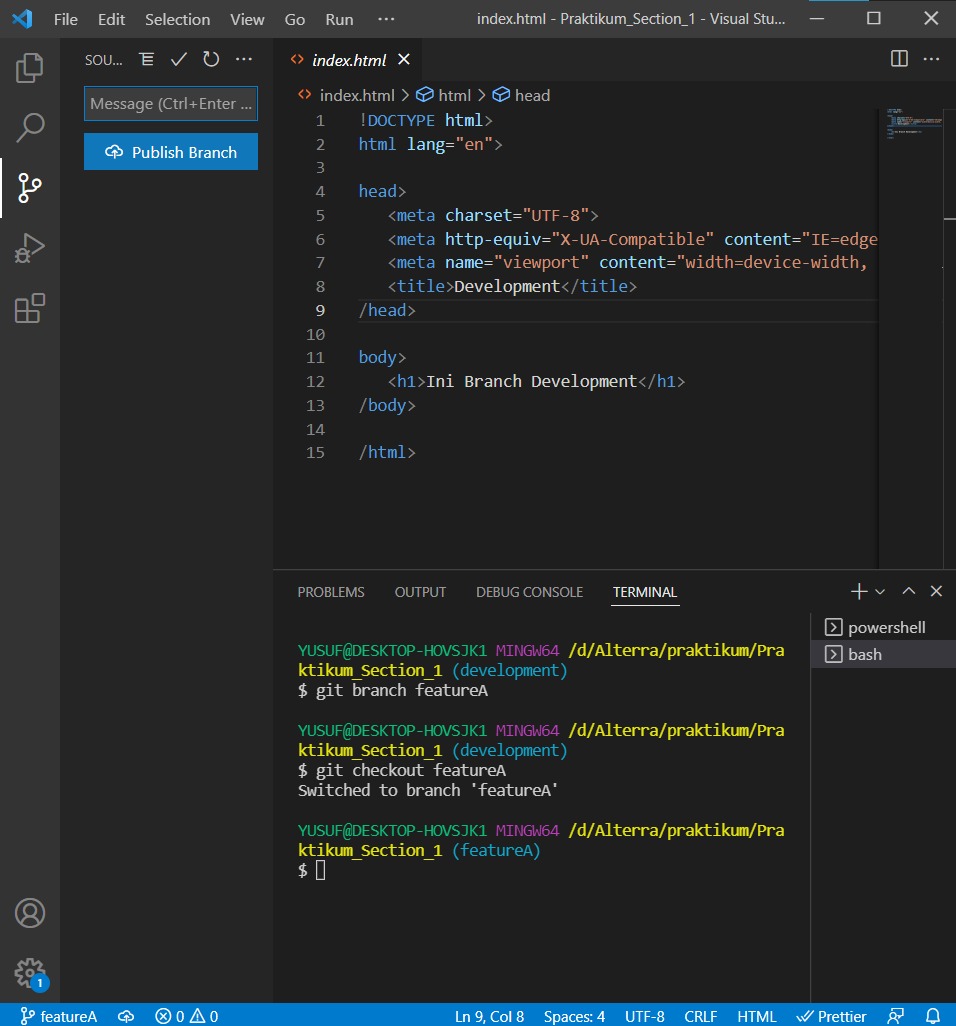 File Edit Selection View Go Run ··· index.html - Praktikum_Section_1 - Visual Stu...
SOU... ···
index.html
Message (Ctrl+Enter ...
Publish Branch
index.html > html > head
1 !DOCTYPE html>
2 html lang="en">
3
4 head>
5 <meta charset="UTF-8">
6 <meta http-equiv="X-UA-Compatible" content="IE=edge
7 <meta name="viewport" content="width=device-width,
8 <title>Development</title>
9 /head>
10
11 body>
12 <h1>Ini Branch Development</h1>
13 /body>
14
15 /html>
PROBLEMS OUTPUT DEBUG CONSOLE TERMINAL
powershell
bash
YUSUF@DESKTOP-HOVSJK1 MINGW64 /d/Alterra/praktikum/Pra
ktikum_Section_1 (development)
$ git branch featureA
YUSUF@DESKTOP-HOVSJK1 MINGW64 /d/Alterra/praktikum/Pra
ktikum_Section_1 (development)
$ git checkout featureA
Switched to branch 'featureA'
YUSUF@DESKTOP-HOVSJK1 MINGW64 /d/Alterra/praktikum/Pra
ktikum_Section_1 (featureA)
$
1
featureA 0 0 Ln 9, Col 8 Spaces: 4 UTF-8 CRLF HTML Prettier